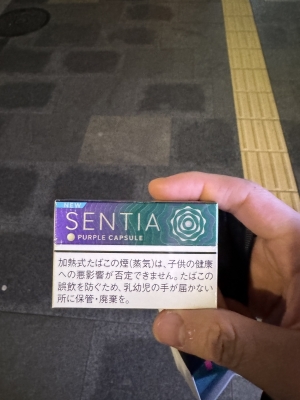 NEW
SENTIA
PURPLE CAPSULE
加熱式たばこの煙(蒸気)は、子供の健康
への悪影響が否定できません。たばこの
誤飲を防ぐため、乳幼児の手が届かない
所に保管・廃棄を。